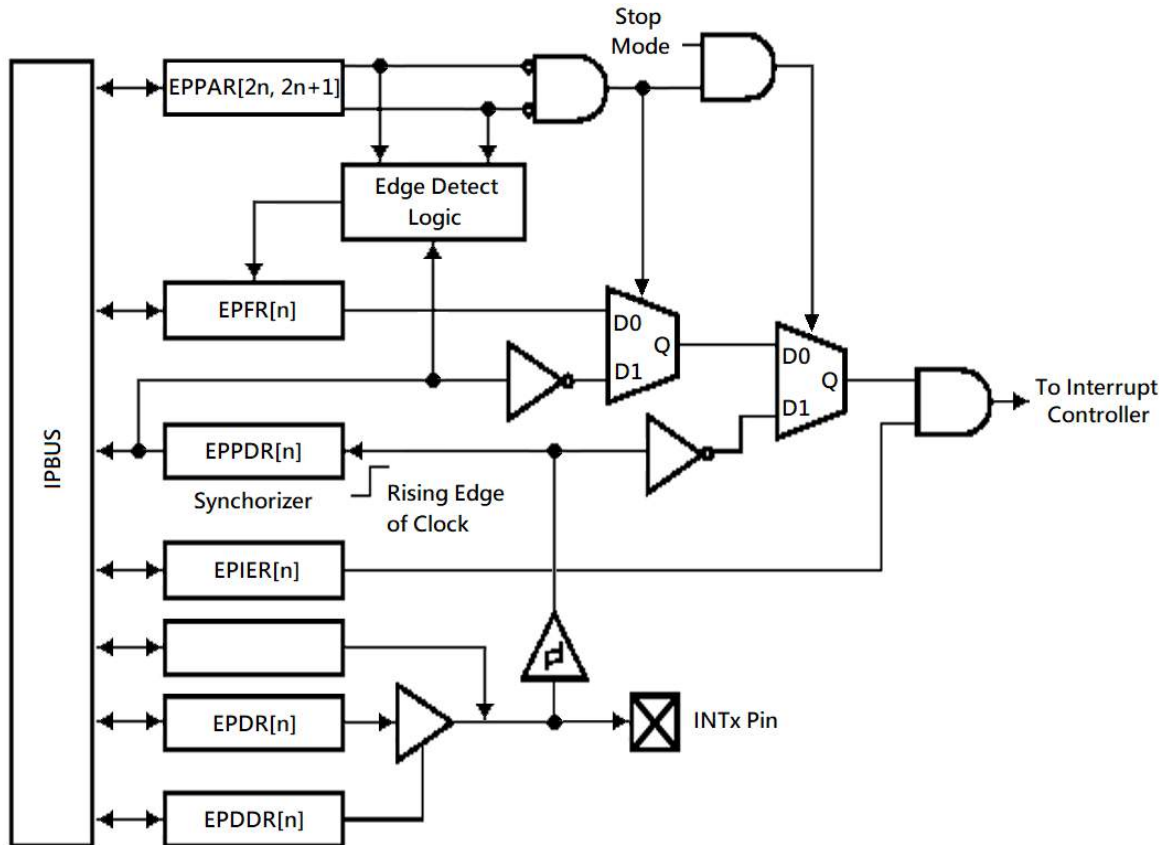 Stop
Mode
EPPAR[2n, 2n+1]
Edge Detect
Logic
EPFR[n]
D0
Q
D1
D0
Q
D1
To Interrupt
Controller
IPBUS
EPPDR[n]
Synchorizer
Rising Edge
of Clock
EPIER[n]
EPDR[n]
INTx Pin
EPDDR[n]